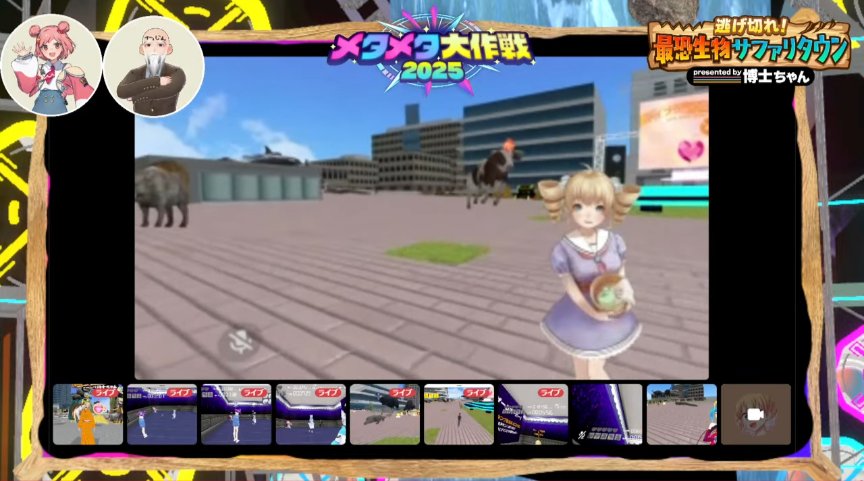 メタメタ大作戦
2025
逃げ切れ!
最恐生物サファリタウン
presented by 博士ちゃん
ライブ
ライブ
ライブ
ライブ
ライブ
ライブ
ライブ